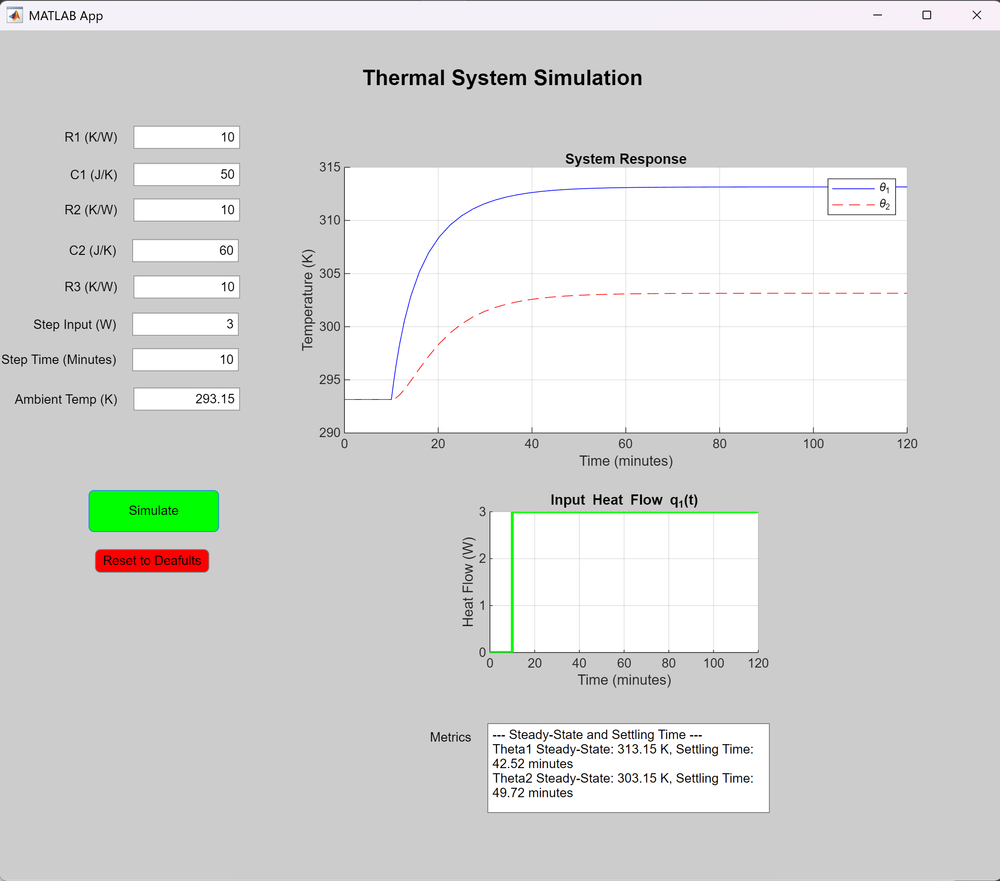 MATLAB App
Thermal System Simulation
R1 (K/W) 10
C1 (J/K) 50
R2 (K/W) 10
C2 (J/K) 60
R3 (K/W) 10
Step Input (W) 3
Step Time (Minutes) 10
Ambient Temp (K) 293.15
Simulate
Reset to Deafults
System Response
315
310
305
300
295
290
Temperature (K)
θ1
θ2
0 20 40 60 80 100 120
Time (minutes)
Input Heat Flow q1(t)
3
2
1
0
Heat Flow (W)
0 20 40 60 80 100 120
Time (minutes)
Metrics
--- Steady-State and Settling Time ---
Theta1 Steady-State: 313.15 K, Settling Time:
42.52 minutes
Theta2 Steady-State: 303.15 K, Settling Time:
49.72 minutes